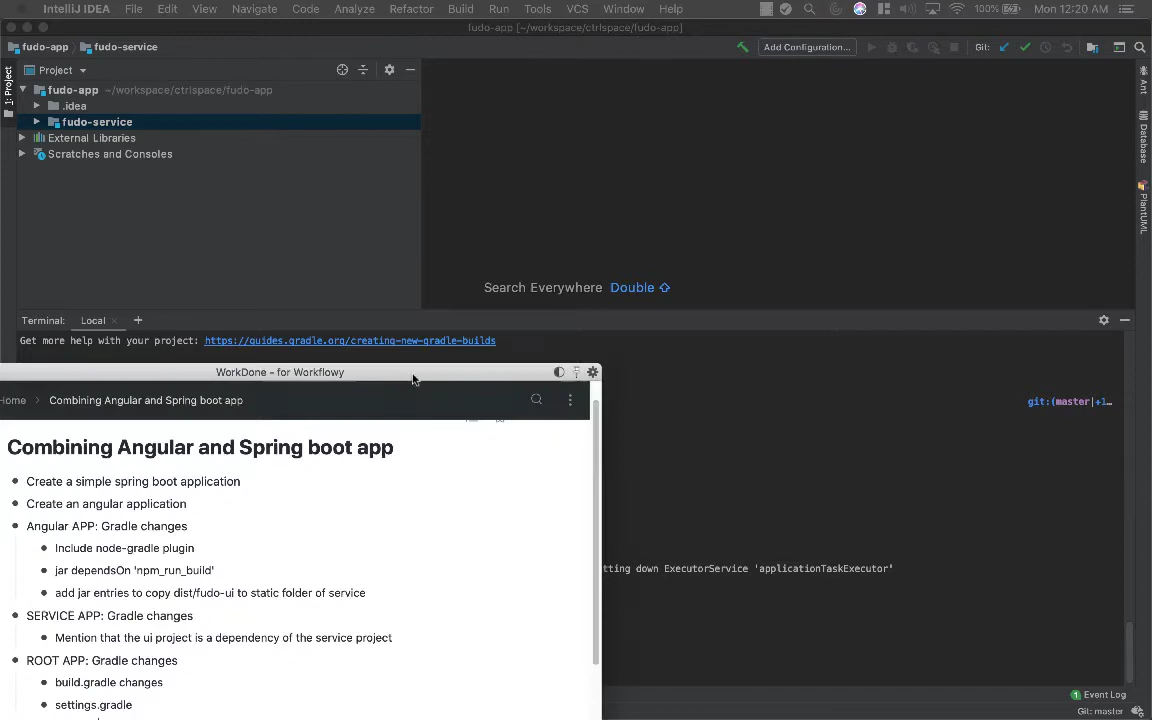 IntelliJ IDEA File Edit View Navigate Code Analyze Refactor Build Run Tools VCS Window Help 100% Mon 12:20 AM
fudo-app [~/workspace/ctrlspace/fudo-app]
fudo-app fudo-service Add Configuration... Git:
Project
1: Project
fudo-app ~/workspace/ctrlspace/fudo-app
.idea
fudo-service
External Libraries
Scratches and Consoles
Ant
Database
PlantUML
Search Everywhere Double ⇧
Terminal: Local × +
Get more help with your project: https://guides.gradle.org/creating-new-gradle-builds
git:(master|+1…
tting down ExecutorService 'applicationTaskExecutor'
WorkDone - for Workflowy
Home > Combining Angular and Spring boot app
Combining Angular and Spring boot app
Create a simple spring boot application
Create an angular application
Angular APP: Gradle changes
Include node-gradle plugin
jar dependsOn 'npm_run_build'
add jar entries to copy dist/fudo-ui to static folder of service
SERVICE APP: Gradle changes
Mention that the ui project is a dependency of the service project
ROOT APP: Gradle changes
build.gradle changes
settings.gradle
1 Event Log
Git: master